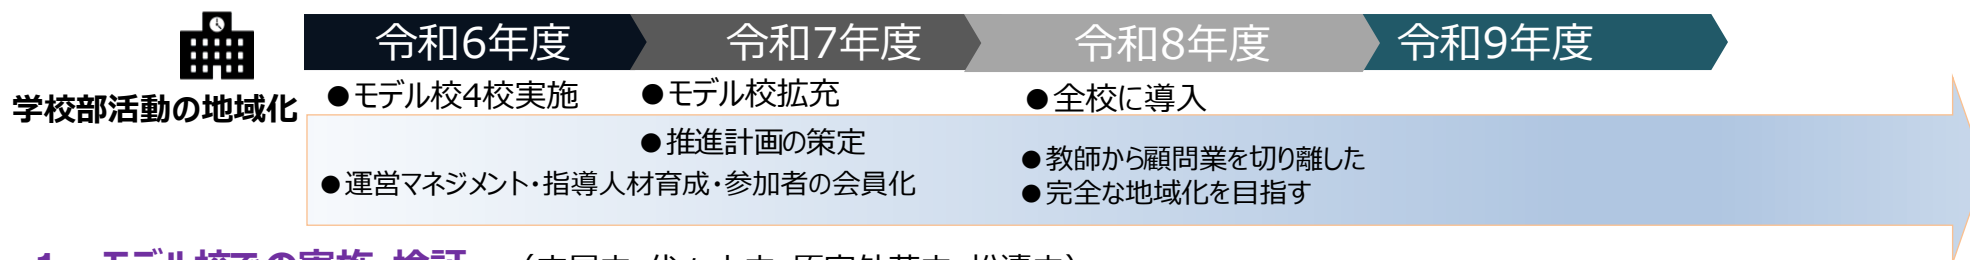 令和6年度 令和7年度 令和8年度 令和9年度
学校部活動の地域化
●モデル校4校実施 ●モデル校拡充 ●全校に導入
●推進計画の策定
●運営マネジメント・指導人材育成・参加者の会員化
●教師から顧問業を切り離した
●完全な地域化を目指す